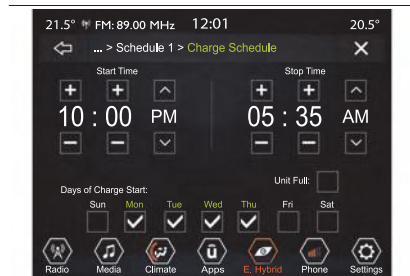 21.5° FM: 89.00 MHz 12:01 20.5°
... > Schedule 1 > Charge Schedule
Start Time Stop Time
10 : 00 PM 05 : 35 AM
Unit Full:
Days of Charge Start:
Sun Mon Tue Wed Thu Fri Sat
Radio Media Climate Apps E. Hybrid Phone Settings